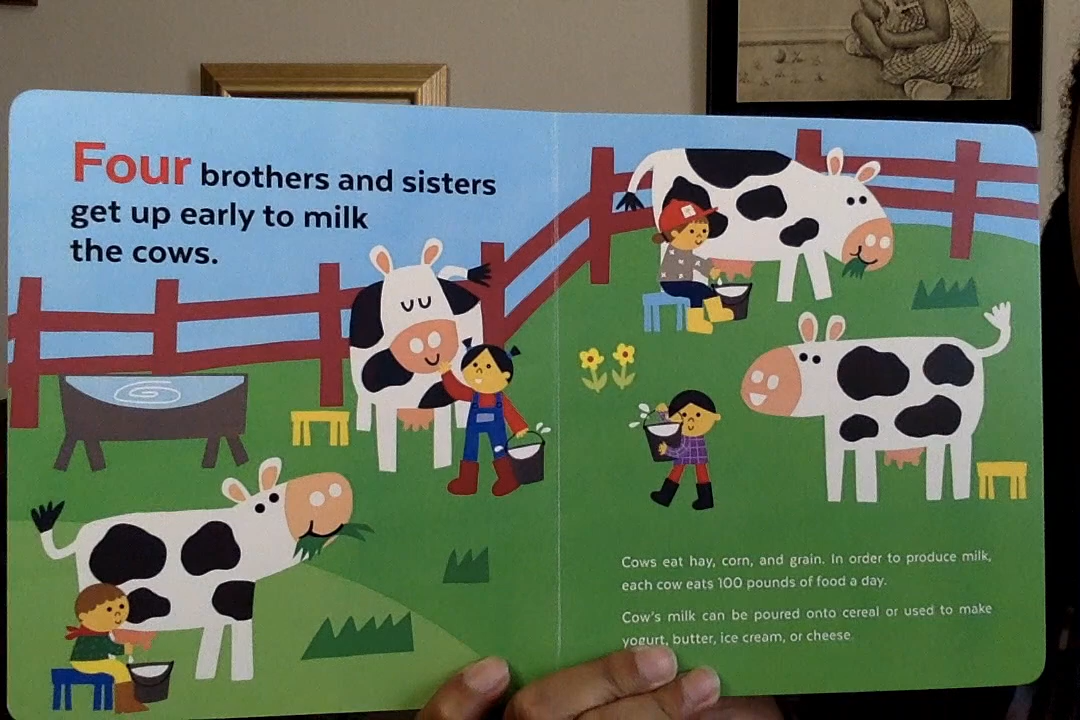 Four brothers and sisters
get up early to milk
the cows.
Cows eat hay, corn, and grain. In order to produce milk,
each cow eats 100 pounds of food a day.
Cow's milk can be poured onto cereal or used to make
yogurt, butter, ice cream, or cheese